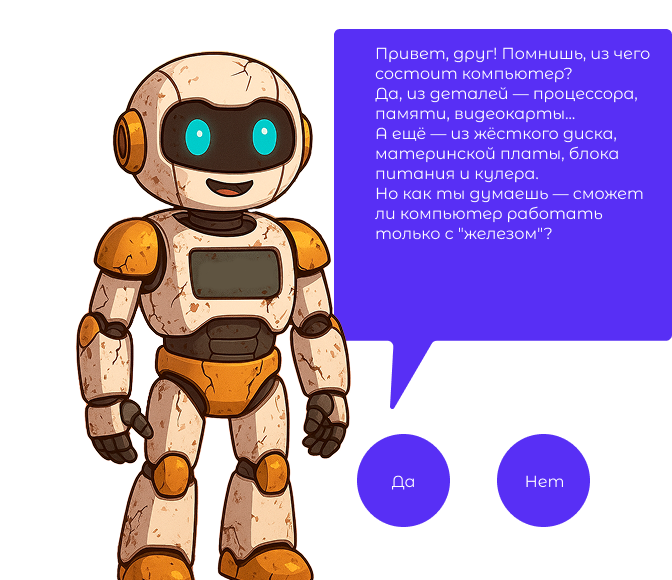 Привет, друг! Помнишь, из чего
состоит компьютер?
Да, из деталей — процессора,
памяти, видеокарты...
А ещё — из жёсткого диска,
материнской платы, блока
питания и кулера.
Но как ты думаешь — сможет
ли компьютер работать
только с "железом"?
Да
Нет